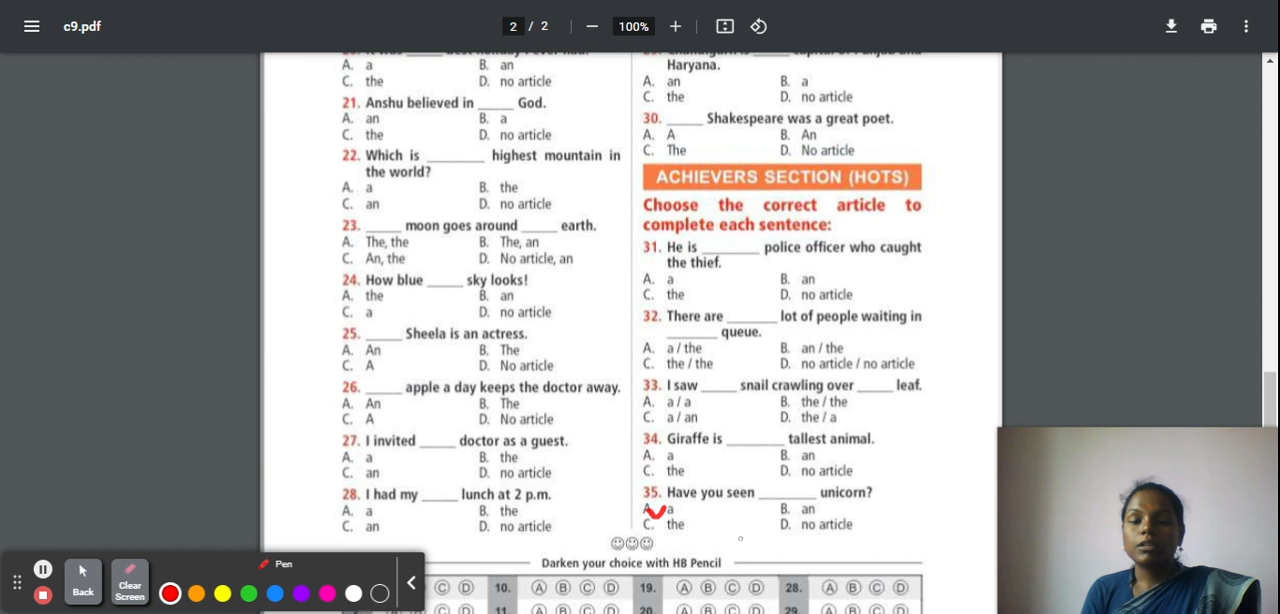 c9.pdf
2 / 2
100%
A. a B. an
C. the D. no article
21. Anshu believed in _____ God.
A. an B. a
C. the D. no article
22. Which is ________ highest mountain in
the world?
A. a B. the
C. an D. no article
23. _____ moon goes around _____ earth.
A. The, the B. The, an
C. An, the D. No article, an
24. How blue _____ sky looks!
A. the B. an
C. a D. no article
25. _____ Sheela is an actress.
A. An B. The
C. A D. No article
26. _____ apple a day keeps the doctor away.
A. An B. The
C. A D. No article
27. I invited _____ doctor as a guest.
A. a B. the
C. an D. no article
28. I had my _____ lunch at 2 p.m.
A. a B. the
C. an D. no article
Haryana.
A. an B. a
C. the D. no article
30. _____ Shakespeare was a great poet.
A. A B. An
C. The D. No article
ACHIEVERS SECTION (HOTS)
Choose the correct article to
complete each sentence:
31. He is ________ police officer who caught
the thief.
A. a B. an
C. the D. no article
32. There are _______ lot of people waiting in
_______ queue.
A. a / the B. an / the
C. the / the D. no article / no article
33. I saw _____ snail crawling over _____ leaf.
A. a / a B. the / the
C. a / an D. the / a
34. Giraffe is ________ tallest animal.
A. a B. an
C. the D. no article
35. Have you seen ________ unicorn?
A. a B. an
C. the D. no article
Darken your choice with HB Pencil
C D 10. A B C D 19. A B C D 28. A B C D
11. A B C D 20. A B C D 29. A B C D
Pen
Back
Clear
Screen